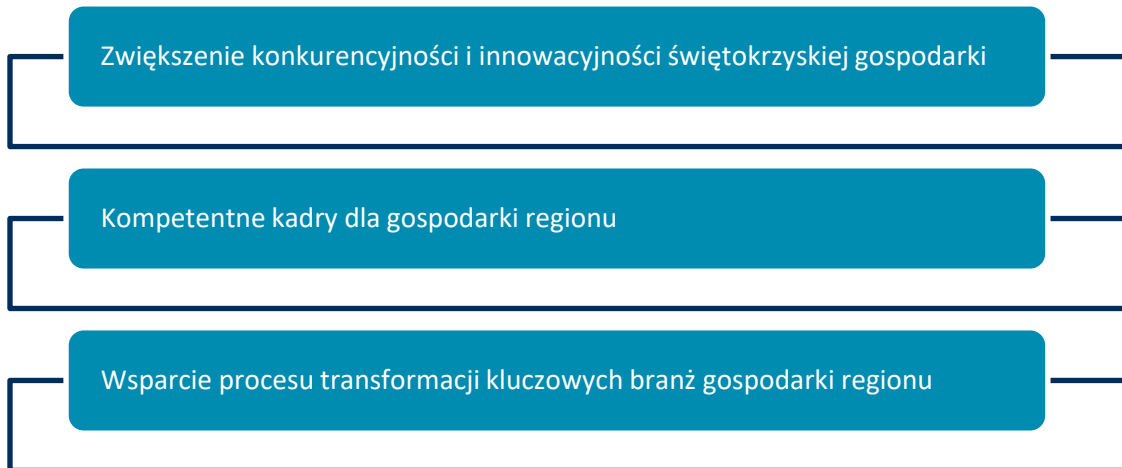 Zwiększenie konkurencyjności i innowacyjności świętokrzyskiej gospodarki
Kompetentne kadry dla gospodarki regionu
Wsparcie procesu transformacji kluczowych branż gospodarki regionu